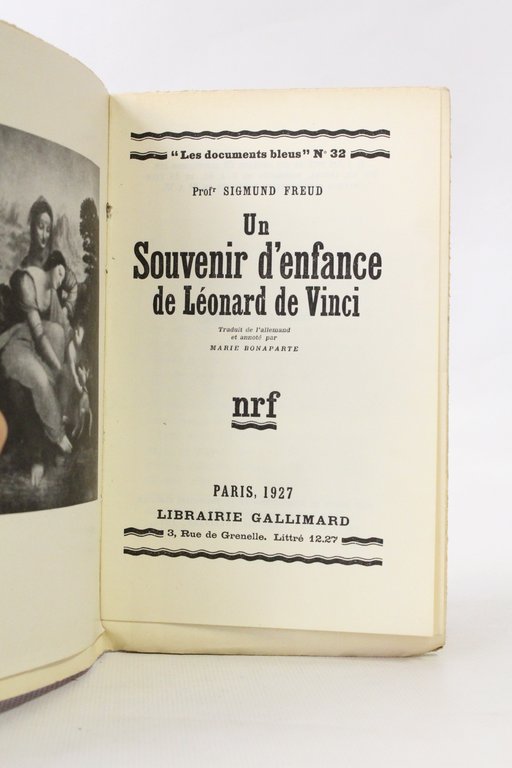 "Les documents bleus" N° 32
Profr SIGMUND FREUD
Un
Souvenir d'enfance
de Léonard de Vinci
Traduit de l'allemand
et annoté par
MARIE BONAPARTE
nrf
PARIS, 1927
LIBRAIRIE GALLIMARD
3, Rue de Grenelle. Littré 12.27